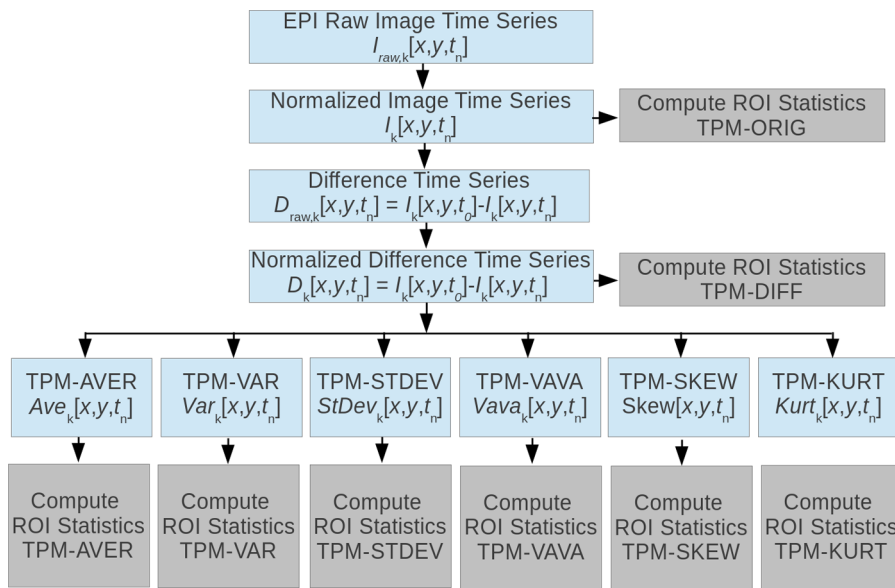 EPI Raw Image Time Series
I_raw,k[x,y,t_n]
Normalized Image Time Series
I_k[x,y,t_n]
Compute ROI Statistics
TPM-ORIG
Difference Time Series
D_raw,k[x,y,t_n] = I_k[x,y,t_0]-I_k[x,y,t_n]
Normalized Difference Time Series
D_k[x,y,t_n] = I_k[x,y,t_0]-I_k[x,y,t_n]
Compute ROI Statistics
TPM-DIFF
TPM-AVER
Ave_k[x,y,t_n]
TPM-VAR
Var_k[x,y,t_n]
TPM-STDEV
StDev_k[x,y,t_n]
TPM-VAVA
Vava_k[x,y,t_n]
TPM-SKEW
Skew[x,y,t_n]
TPM-KURT
Kurt_k[x,y,t_n]
Compute
ROI Statistics
TPM-AVER
Compute
ROI Statistics
TPM-VAR
Compute
ROI Statistics
TPM-STDEV
Compute
ROI Statistics
TPM-VAVA
Compute
ROI Statistics
TPM-SKEW
Compute
ROI Statistics
TPM-KURT